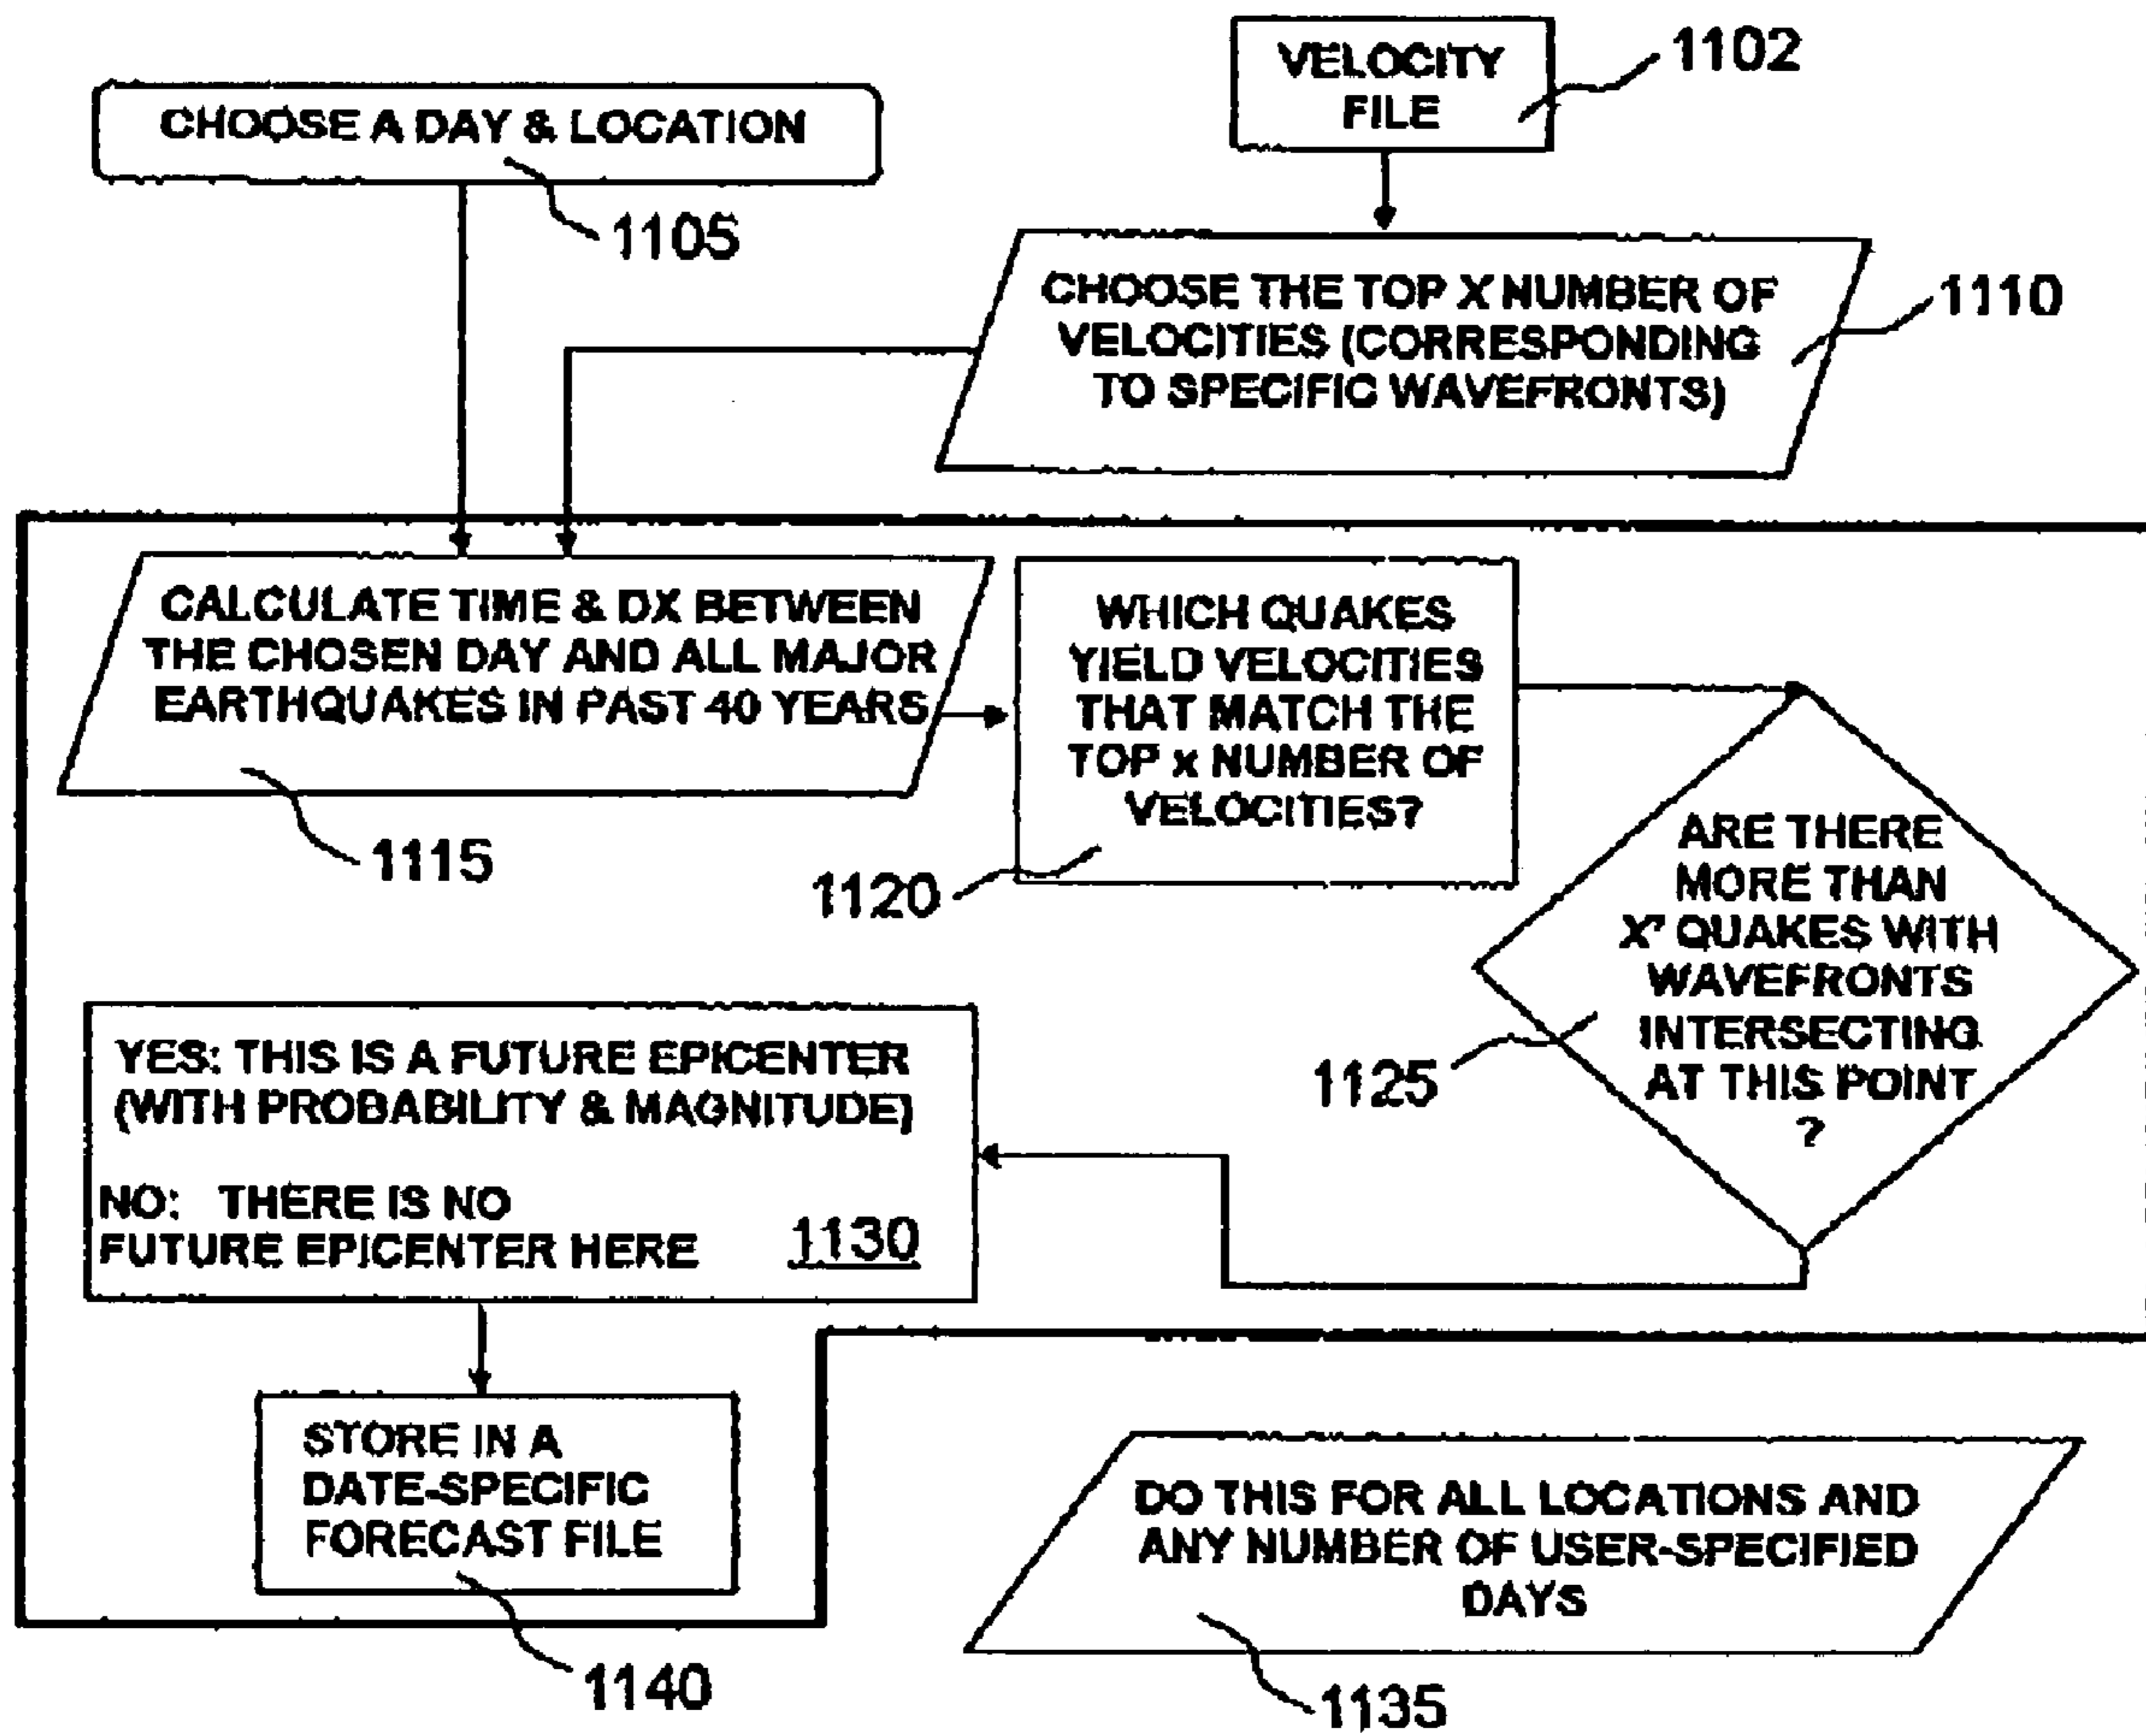 VELOCITY
FILE
1102
CHOOSE A DAY & LOCATION
1105
CHOOSE THE TOP X NUMBER OF
VELOCITIES (CORRESPONDING
TO SPECIFIC WAVEFRONTS)
1110
CALCULATE TIME & DX BETWEEN
THE CHOSEN DAY AND ALL MAJOR
EARTHQUAKES IN PAST 40 YEARS
1115
WHICH QUAKES
YIELD VELOCITIES
THAT MATCH THE
TOP x NUMBER OF
VELOCITIES?
1120
ARE THERE
MORE THAN
X' QUAKES WITH
WAVEFRONTS
INTERSECTING
AT THIS POINT
?
1125
YES: THIS IS A FUTURE EPICENTER
(WITH PROBABILITY & MAGNITUDE)
NO: THERE IS NO
FUTURE EPICENTER HERE
1130
STORE IN A
DATE-SPECIFIC
FORECAST FILE
1140
DO THIS FOR ALL LOCATIONS AND
ANY NUMBER OF USER-SPECIFIED
DAYS
1135